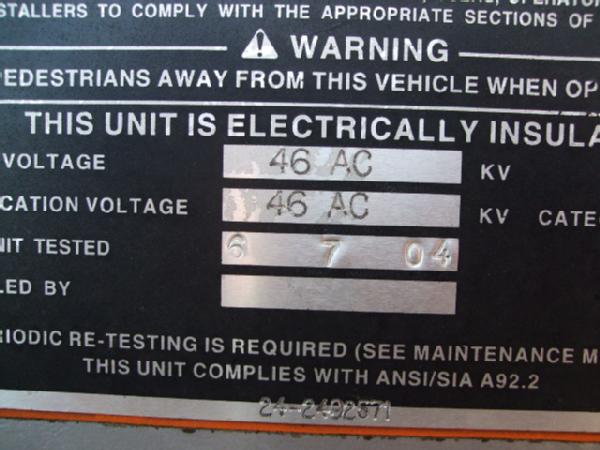 STALLERS TO COMPLY WITH THE APPROPRIATE SECTIONS OF
WARNING
PEDESTRIANS AWAY FROM THIS VEHICLE WHEN OP
THIS UNIT IS ELECTRICALLY INSULA
VOLTAGE 46 AC KV
CATION VOLTAGE 46 AC KV CATEG
NIT TESTED 6 7 04
LED BY
RIODIC RE-TESTING IS REQUIRED (SEE MAINTENANCE M
THIS UNIT COMPLIES WITH ANSI/SIA A92.2